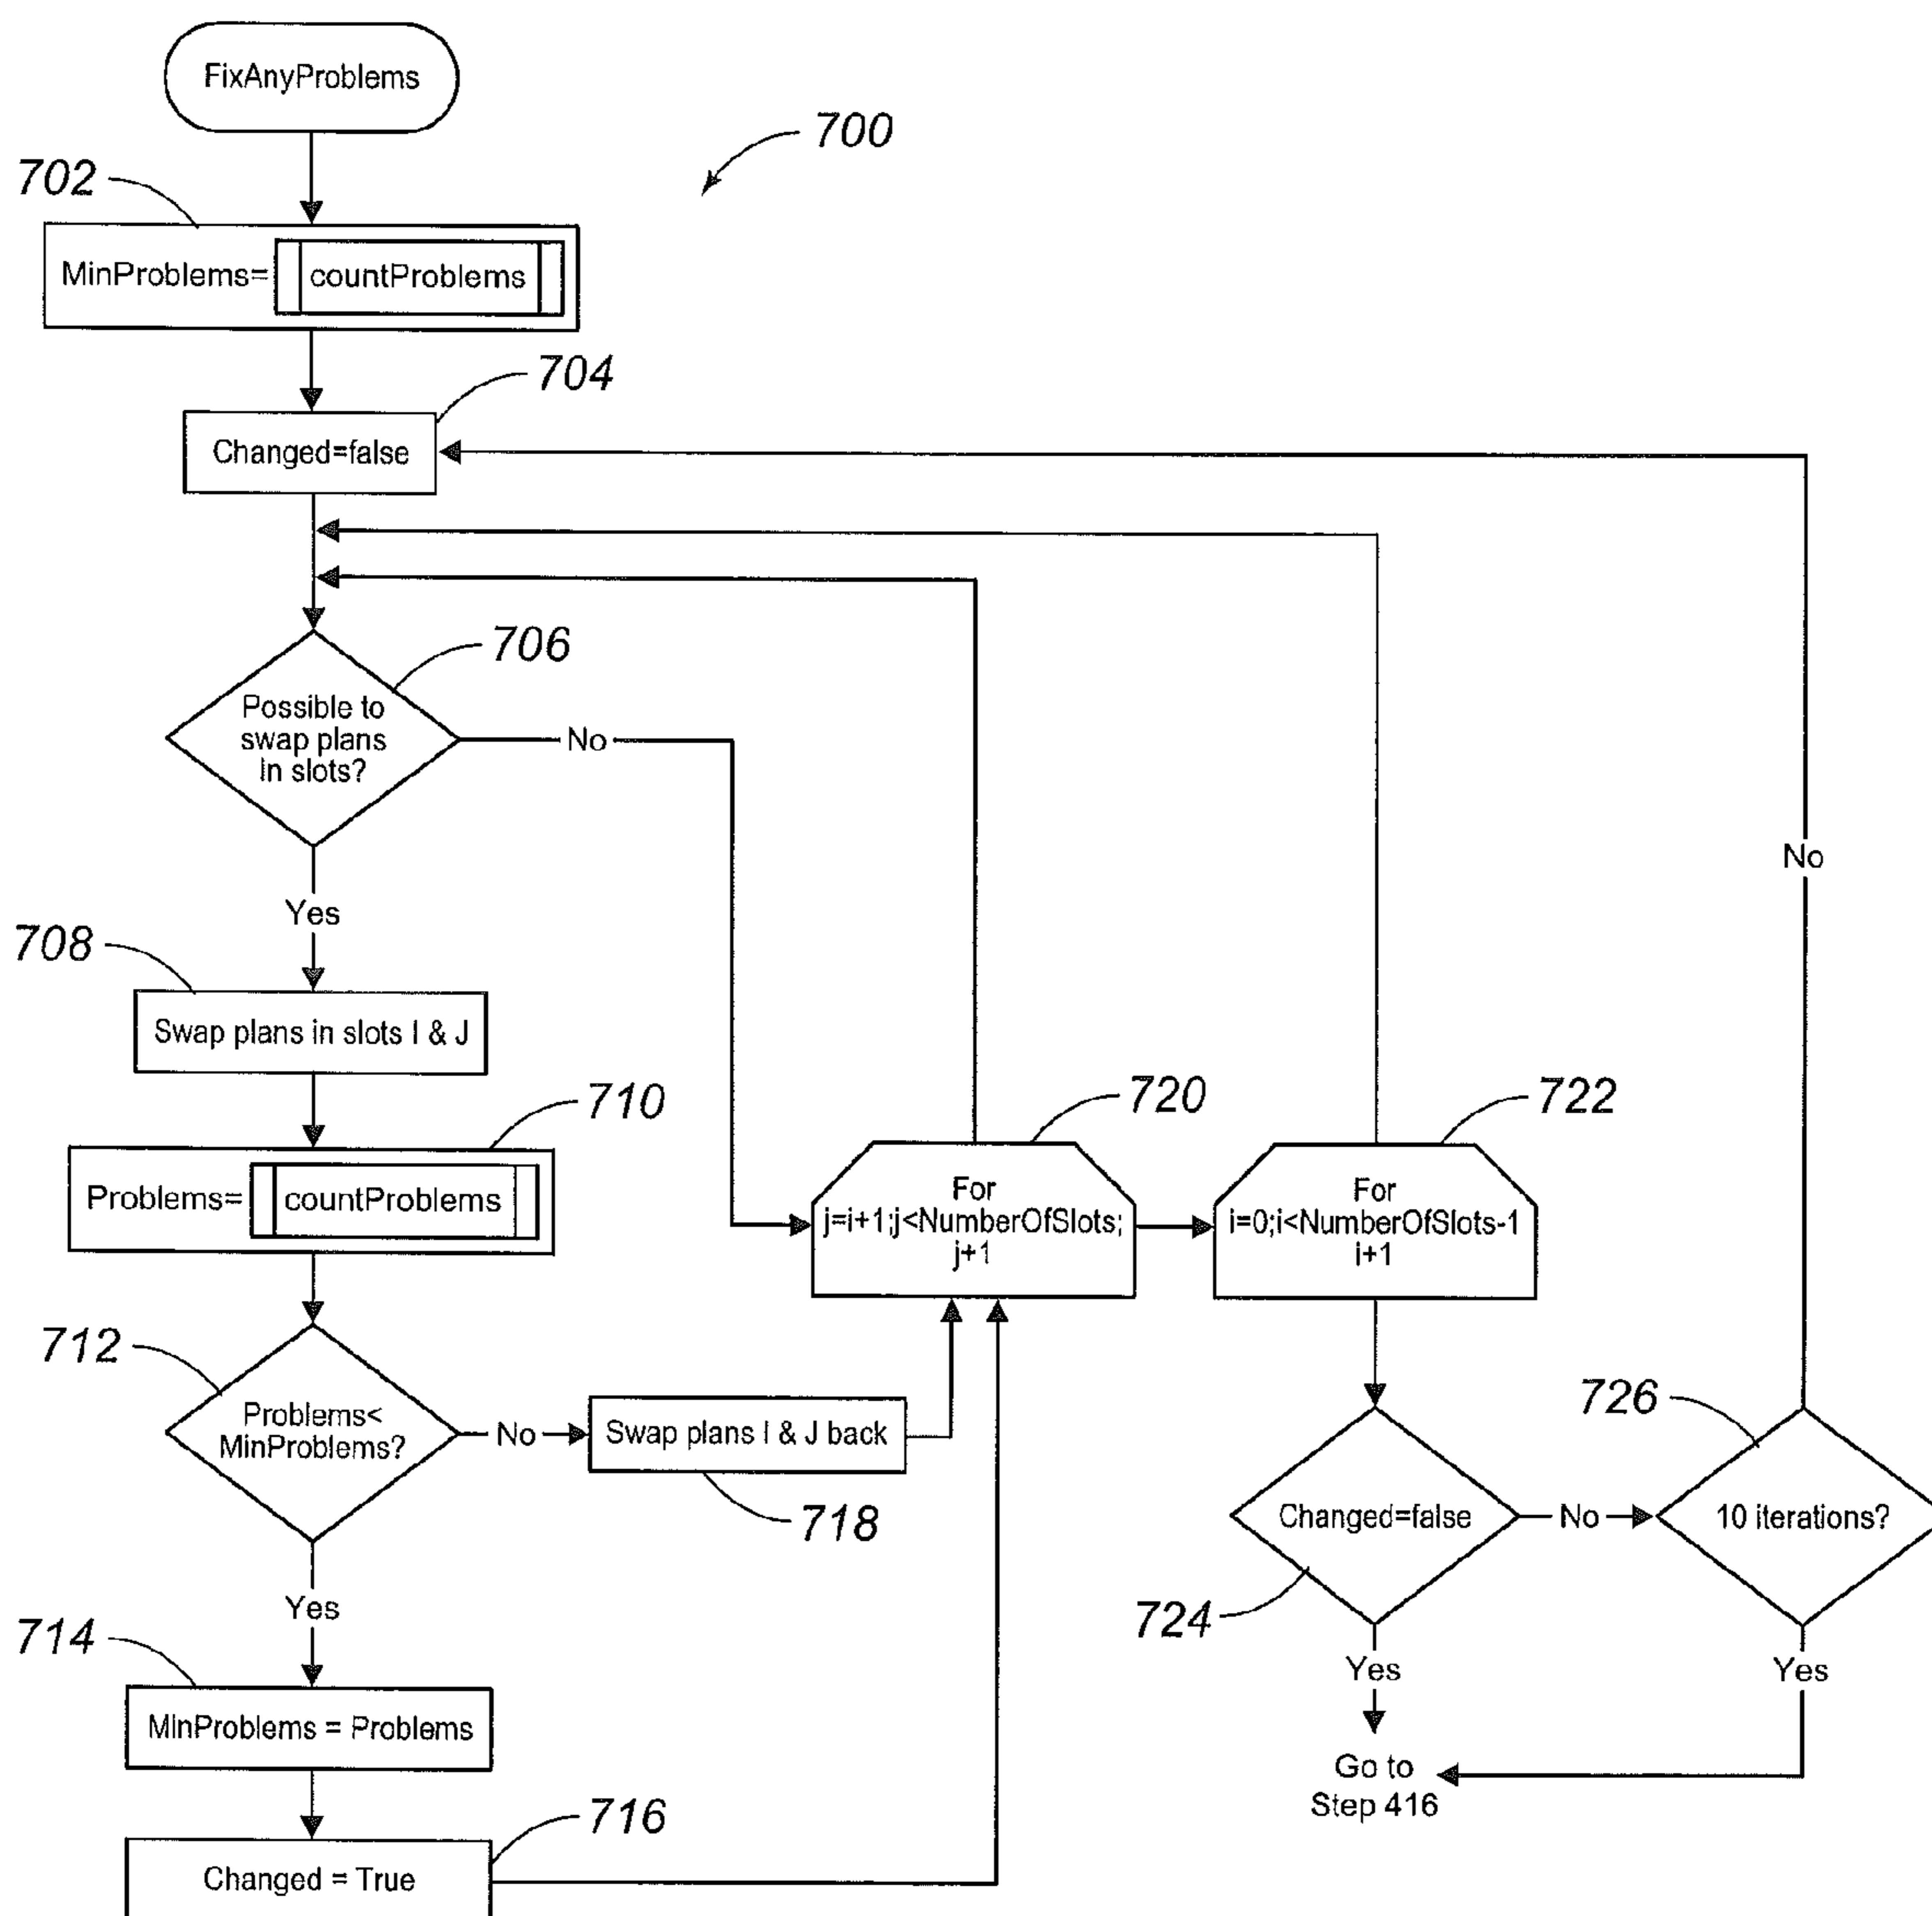 FixAnyProblems
700
702
MinProblems=
countProblems
704
Changed=false
706
Possible to
swap plans
in slots?
No
Yes
708
Swap plans in slots I & J
710
Problems=
countProblems
712
Problems<
MinProblems?
No
Swap plans I & J back
718
Yes
714
MinProblems = Problems
716
Changed = True
720
For
j=i+1;j<NumberOfSlots;
j+1
722
For
i=0;i<NumberOfSlots-1
i+1
724
Changed=false
No
Yes
726
10 iterations?
No
Yes
Go to
Step 416